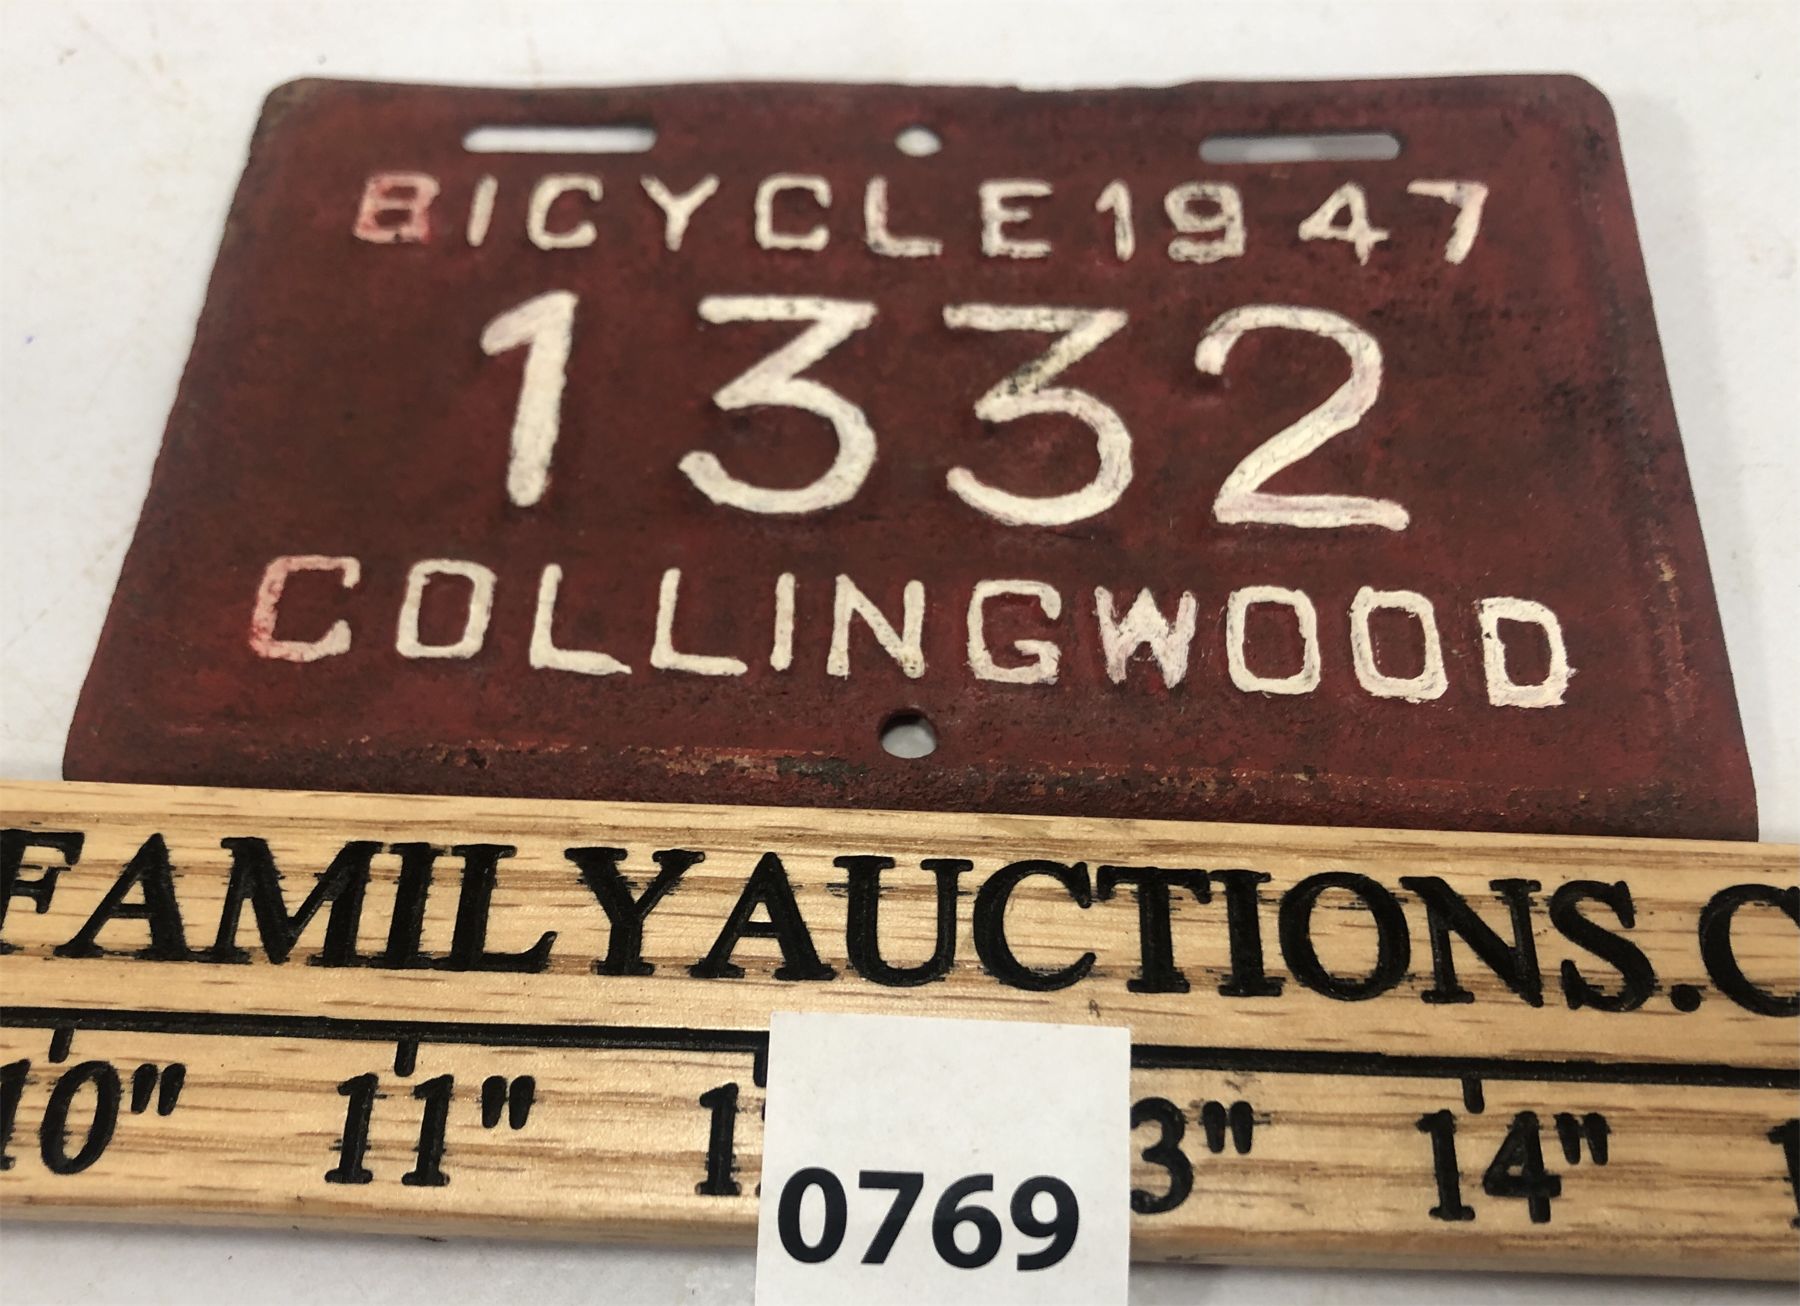 BICYCLE 1947
1332
COLLINGWOOD
FAMILYAUCTIONS.C
10" 11" 1 3" 14"
0769